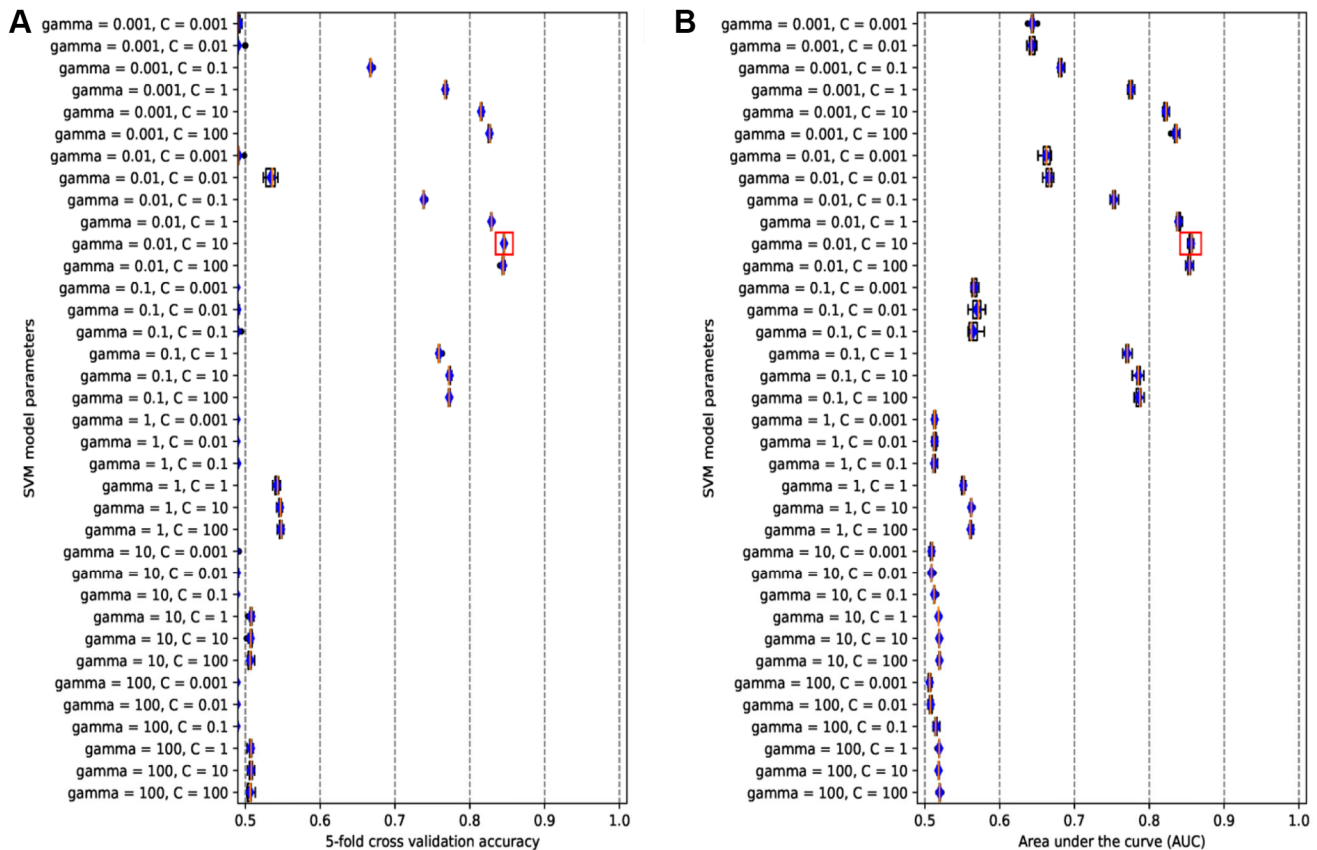 A
gamma = 0.001, C = 0.001
gamma = 0.001, C = 0.01
gamma = 0.001, C = 0.1
gamma = 0.001, C = 1
gamma = 0.001, C = 10
gamma = 0.001, C = 100
gamma = 0.01, C = 0.001
gamma = 0.01, C = 0.01
gamma = 0.01, C = 0.1
gamma = 0.01, C = 1
gamma = 0.01, C = 10
gamma = 0.01, C = 100
gamma = 0.1, C = 0.001
gamma = 0.1, C = 0.01
gamma = 0.1, C = 0.1
gamma = 0.1, C = 1
gamma = 0.1, C = 10
gamma = 0.1, C = 100
gamma = 1, C = 0.001
gamma = 1, C = 0.01
gamma = 1, C = 0.1
gamma = 1, C = 1
gamma = 1, C = 10
gamma = 1, C = 100
gamma = 10, C = 0.001
gamma = 10, C = 0.01
gamma = 10, C = 0.1
gamma = 10, C = 1
gamma = 10, C = 10
gamma = 10, C = 100
gamma = 100, C = 0.001
gamma = 100, C = 0.01
gamma = 100, C = 0.1
gamma = 100, C = 1
gamma = 100, C = 10
gamma = 100, C = 100
SVM model parameters
0.5 0.6 0.7 0.8 0.9 1.0
5-fold cross validation accuracy
B
gamma = 0.001, C = 0.001
gamma = 0.001, C = 0.01
gamma = 0.001, C = 0.1
gamma = 0.001, C = 1
gamma = 0.001, C = 10
gamma = 0.001, C = 100
gamma = 0.01, C = 0.001
gamma = 0.01, C = 0.01
gamma = 0.01, C = 0.1
gamma = 0.01, C = 1
gamma = 0.01, C = 10
gamma = 0.01, C = 100
gamma = 0.1, C = 0.001
gamma = 0.1, C = 0.01
gamma = 0.1, C = 0.1
gamma = 0.1, C = 1
gamma = 0.1, C = 10
gamma = 0.1, C = 100
gamma = 1, C = 0.001
gamma = 1, C = 0.01
gamma = 1, C = 0.1
gamma = 1, C = 1
gamma = 1, C = 10
gamma = 1, C = 100
gamma = 10, C = 0.001
gamma = 10, C = 0.01
gamma = 10, C = 0.1
gamma = 10, C = 1
gamma = 10, C = 10
gamma = 10, C = 100
gamma = 100, C = 0.001
gamma = 100, C = 0.01
gamma = 100, C = 0.1
gamma = 100, C = 1
gamma = 100, C = 10
gamma = 100, C = 100
SVM model parameters
0.5 0.6 0.7 0.8 0.9 1.0
Area under the curve (AUC)